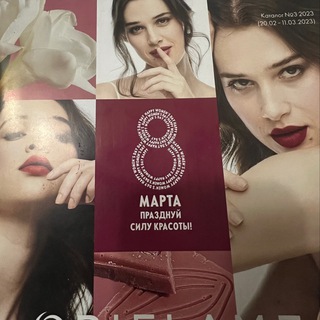 Каталог №3 2023
(20.02 – 11.03.2023)
8
МАРТА
ПРАЗДНУЙ
СИЛУ КРАСОТЫ!